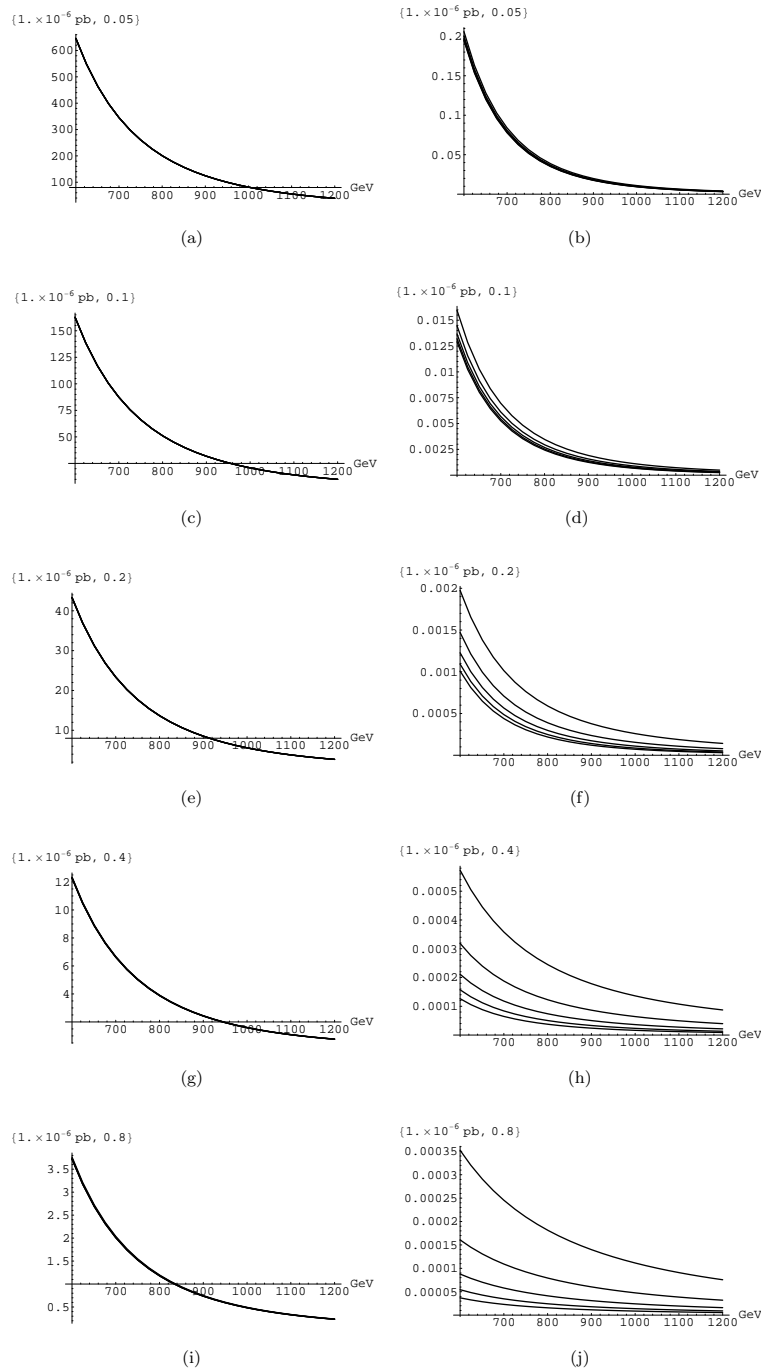 {1.×10⁻⁶ pb, 0.05}
600
500
400
300
200
100
700 800 900 1000 1100 1200 GeV
(a)
{1.×10⁻⁶ pb, 0.05}
0.2
0.15
0.1
0.05
700 800 900 1000 1100 1200 GeV
(b)
{1.×10⁻⁶ pb, 0.1}
150
125
100
75
50
700 800 900 1000 1100 1200 GeV
(c)
{1.×10⁻⁶ pb, 0.1}
0.015
0.0125
0.01
0.0075
0.005
0.0025
700 800 900 1000 1100 1200 GeV
(d)
{1.×10⁻⁶ pb, 0.2}
40
30
20
10
700 800 900 1000 1100 1200 GeV
(e)
{1.×10⁻⁶ pb, 0.2}
0.002
0.0015
0.001
0.0005
700 800 900 1000 1100 1200 GeV
(f)
{1.×10⁻⁶ pb, 0.4}
12
10
8
6
4
700 800 900 1000 1100 1200 GeV
(g)
{1.×10⁻⁶ pb, 0.4}
0.0005
0.0004
0.0003
0.0002
0.0001
700 800 900 1000 1100 1200 GeV
(h)
{1.×10⁻⁶ pb, 0.8}
3.5
3
2.5
2
1.5
0.5
700 800 900 1000 1100 1200 GeV
(i)
{1.×10⁻⁶ pb, 0.8}
0.00035
0.0003
0.00025
0.0002
0.00015
0.0001
0.00005
700 800 900 1000 1100 1200 GeV
(j)